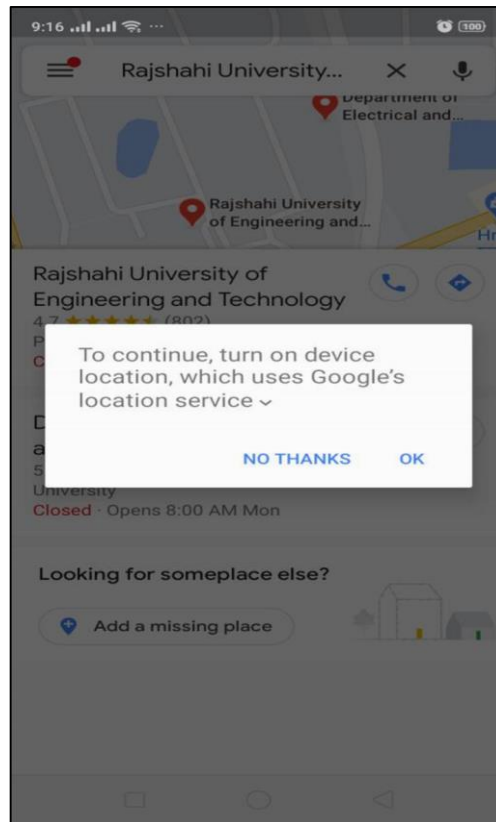 9:16
100
Rajshahi University...
Department of
Electrical and...
Rajshahi University
of Engineering and...
Hr
Rajshahi University of
Engineering and Technology
4.7 (802)
P
C
To continue, turn on device
location, which uses Google's
location service
NO THANKS OK
D
a
5
University
Closed · Opens 8:00 AM Mon
Looking for someplace else?
Add a missing place